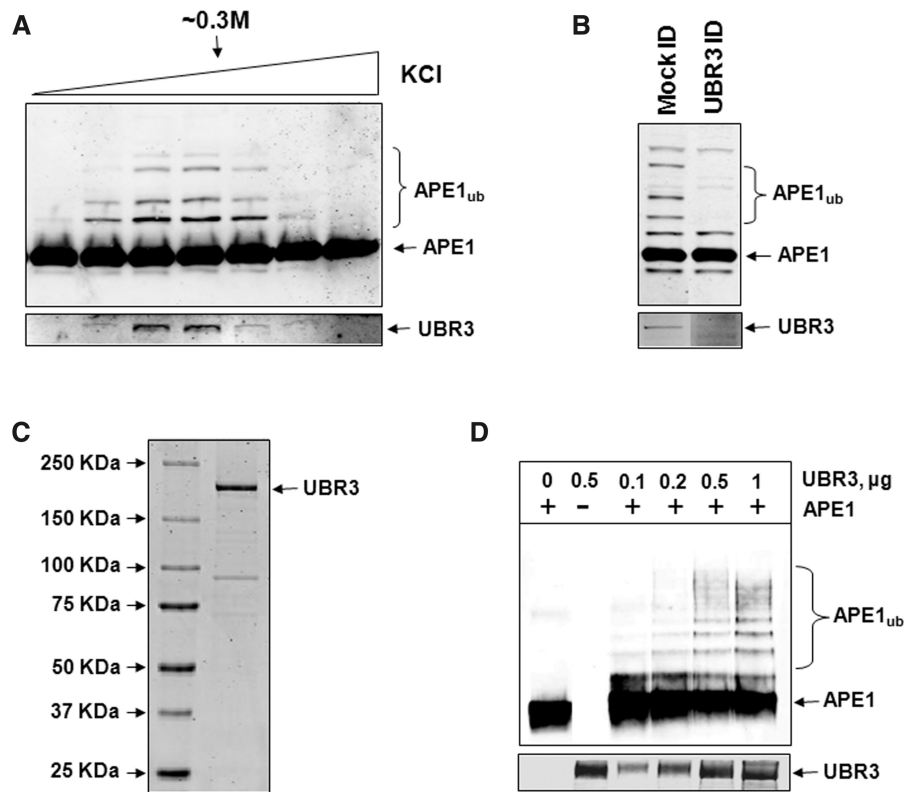 A
~0.3M
KCl
APE1ub
APE1
UBR3
B
Mock ID
UBR3 ID
APE1ub
APE1
UBR3
C
250 KDa
150 KDa
100 KDa
75 KDa
50 KDa
37 KDa
25 KDa
UBR3
D
0 0.5 0.1 0.2 0.5 1 UBR3, µg
+ – + + + + APE1
APE1ub
APE1
UBR3